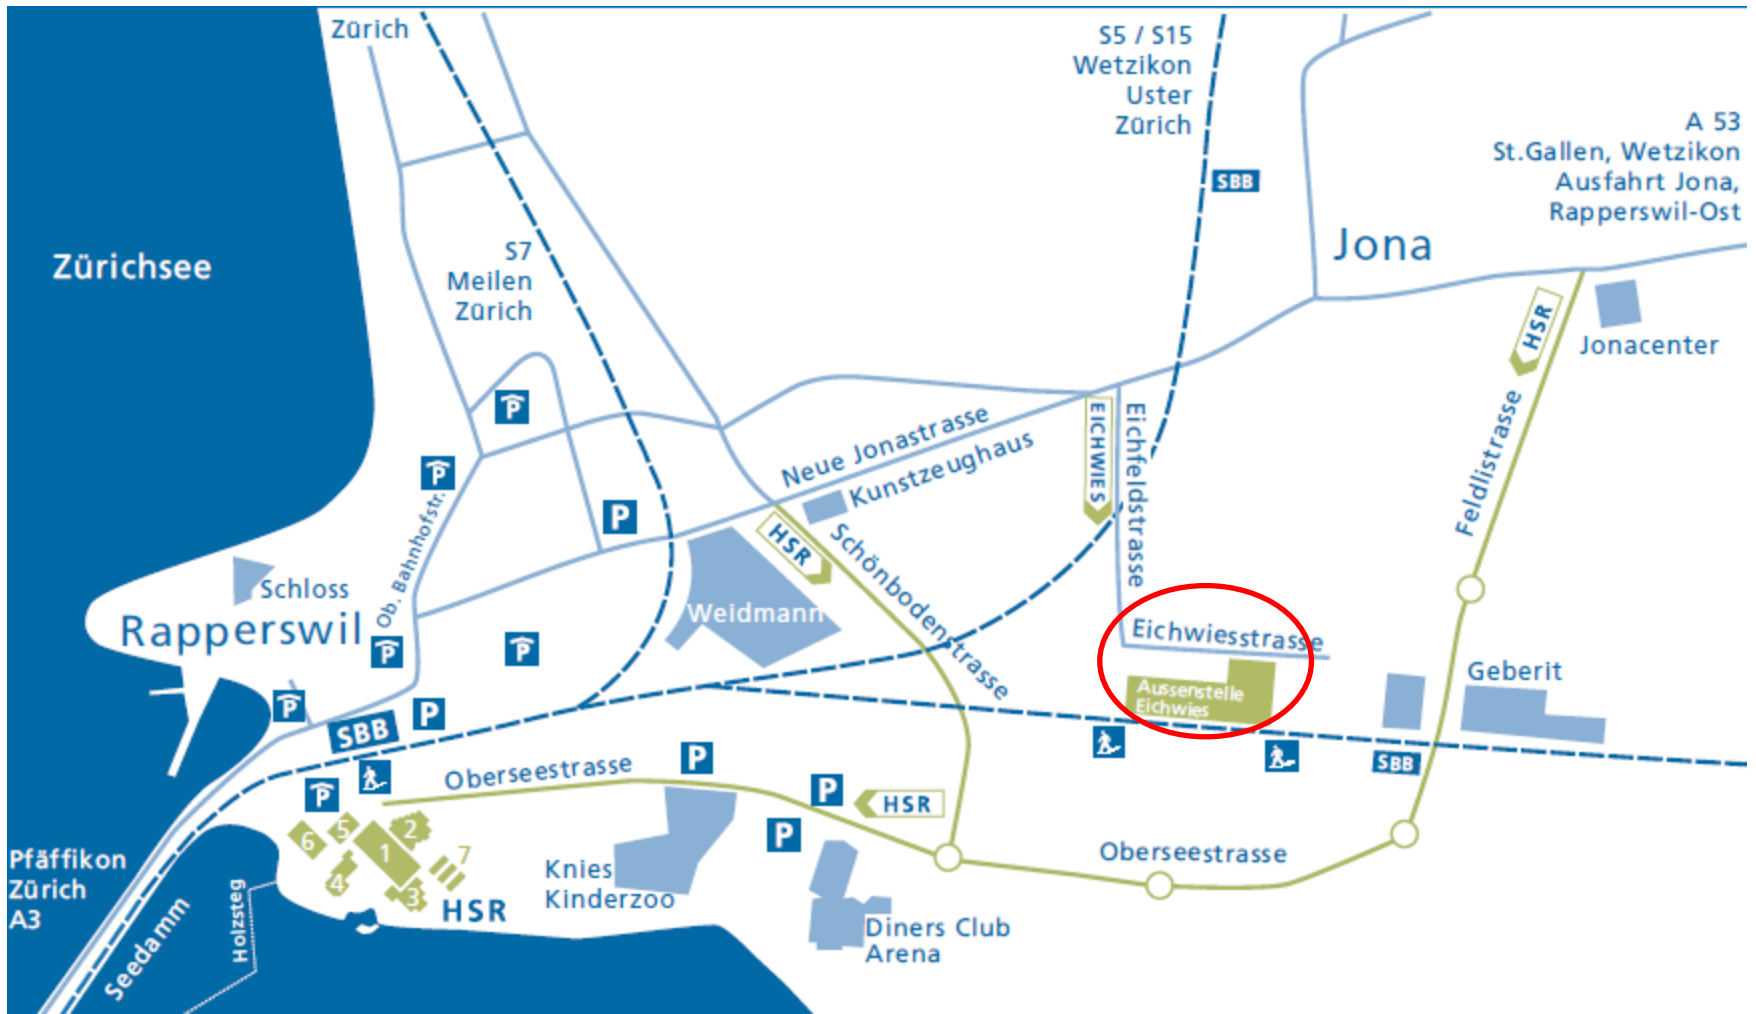 Zürich
S5 / S15
Wetzikon
Uster
Zürich
SBB
A 53
St.Gallen, Wetzikon
Ausfahrt Jona,
Rapperswil-Ost
Jona
Zürichsee
S7
Meilen
Zürich
HSR
Jonacenter
P
Neue Jonastrasse
Kunstzeughaus
EICHWIES
Eichfeldstrasse
Feldlistrasse
P
Ob. Bahnhofstr.
P
HSR
Schönbodenstrasse
Schloss
Rapperswil
Weidmann
P
P
Eichwiesstrasse
Aussenstelle
Eichwies
Geberit
P
P
SBB
SBB
Oberseestrasse
P
P
P
HSR
P
Oberseestrasse
6
5
2
1
7
4
3
HSR
Knies
Kinderzoo
Diners Club
Arena
Pfäffikon
Zürich
A3
Seedamm
Holzsteg